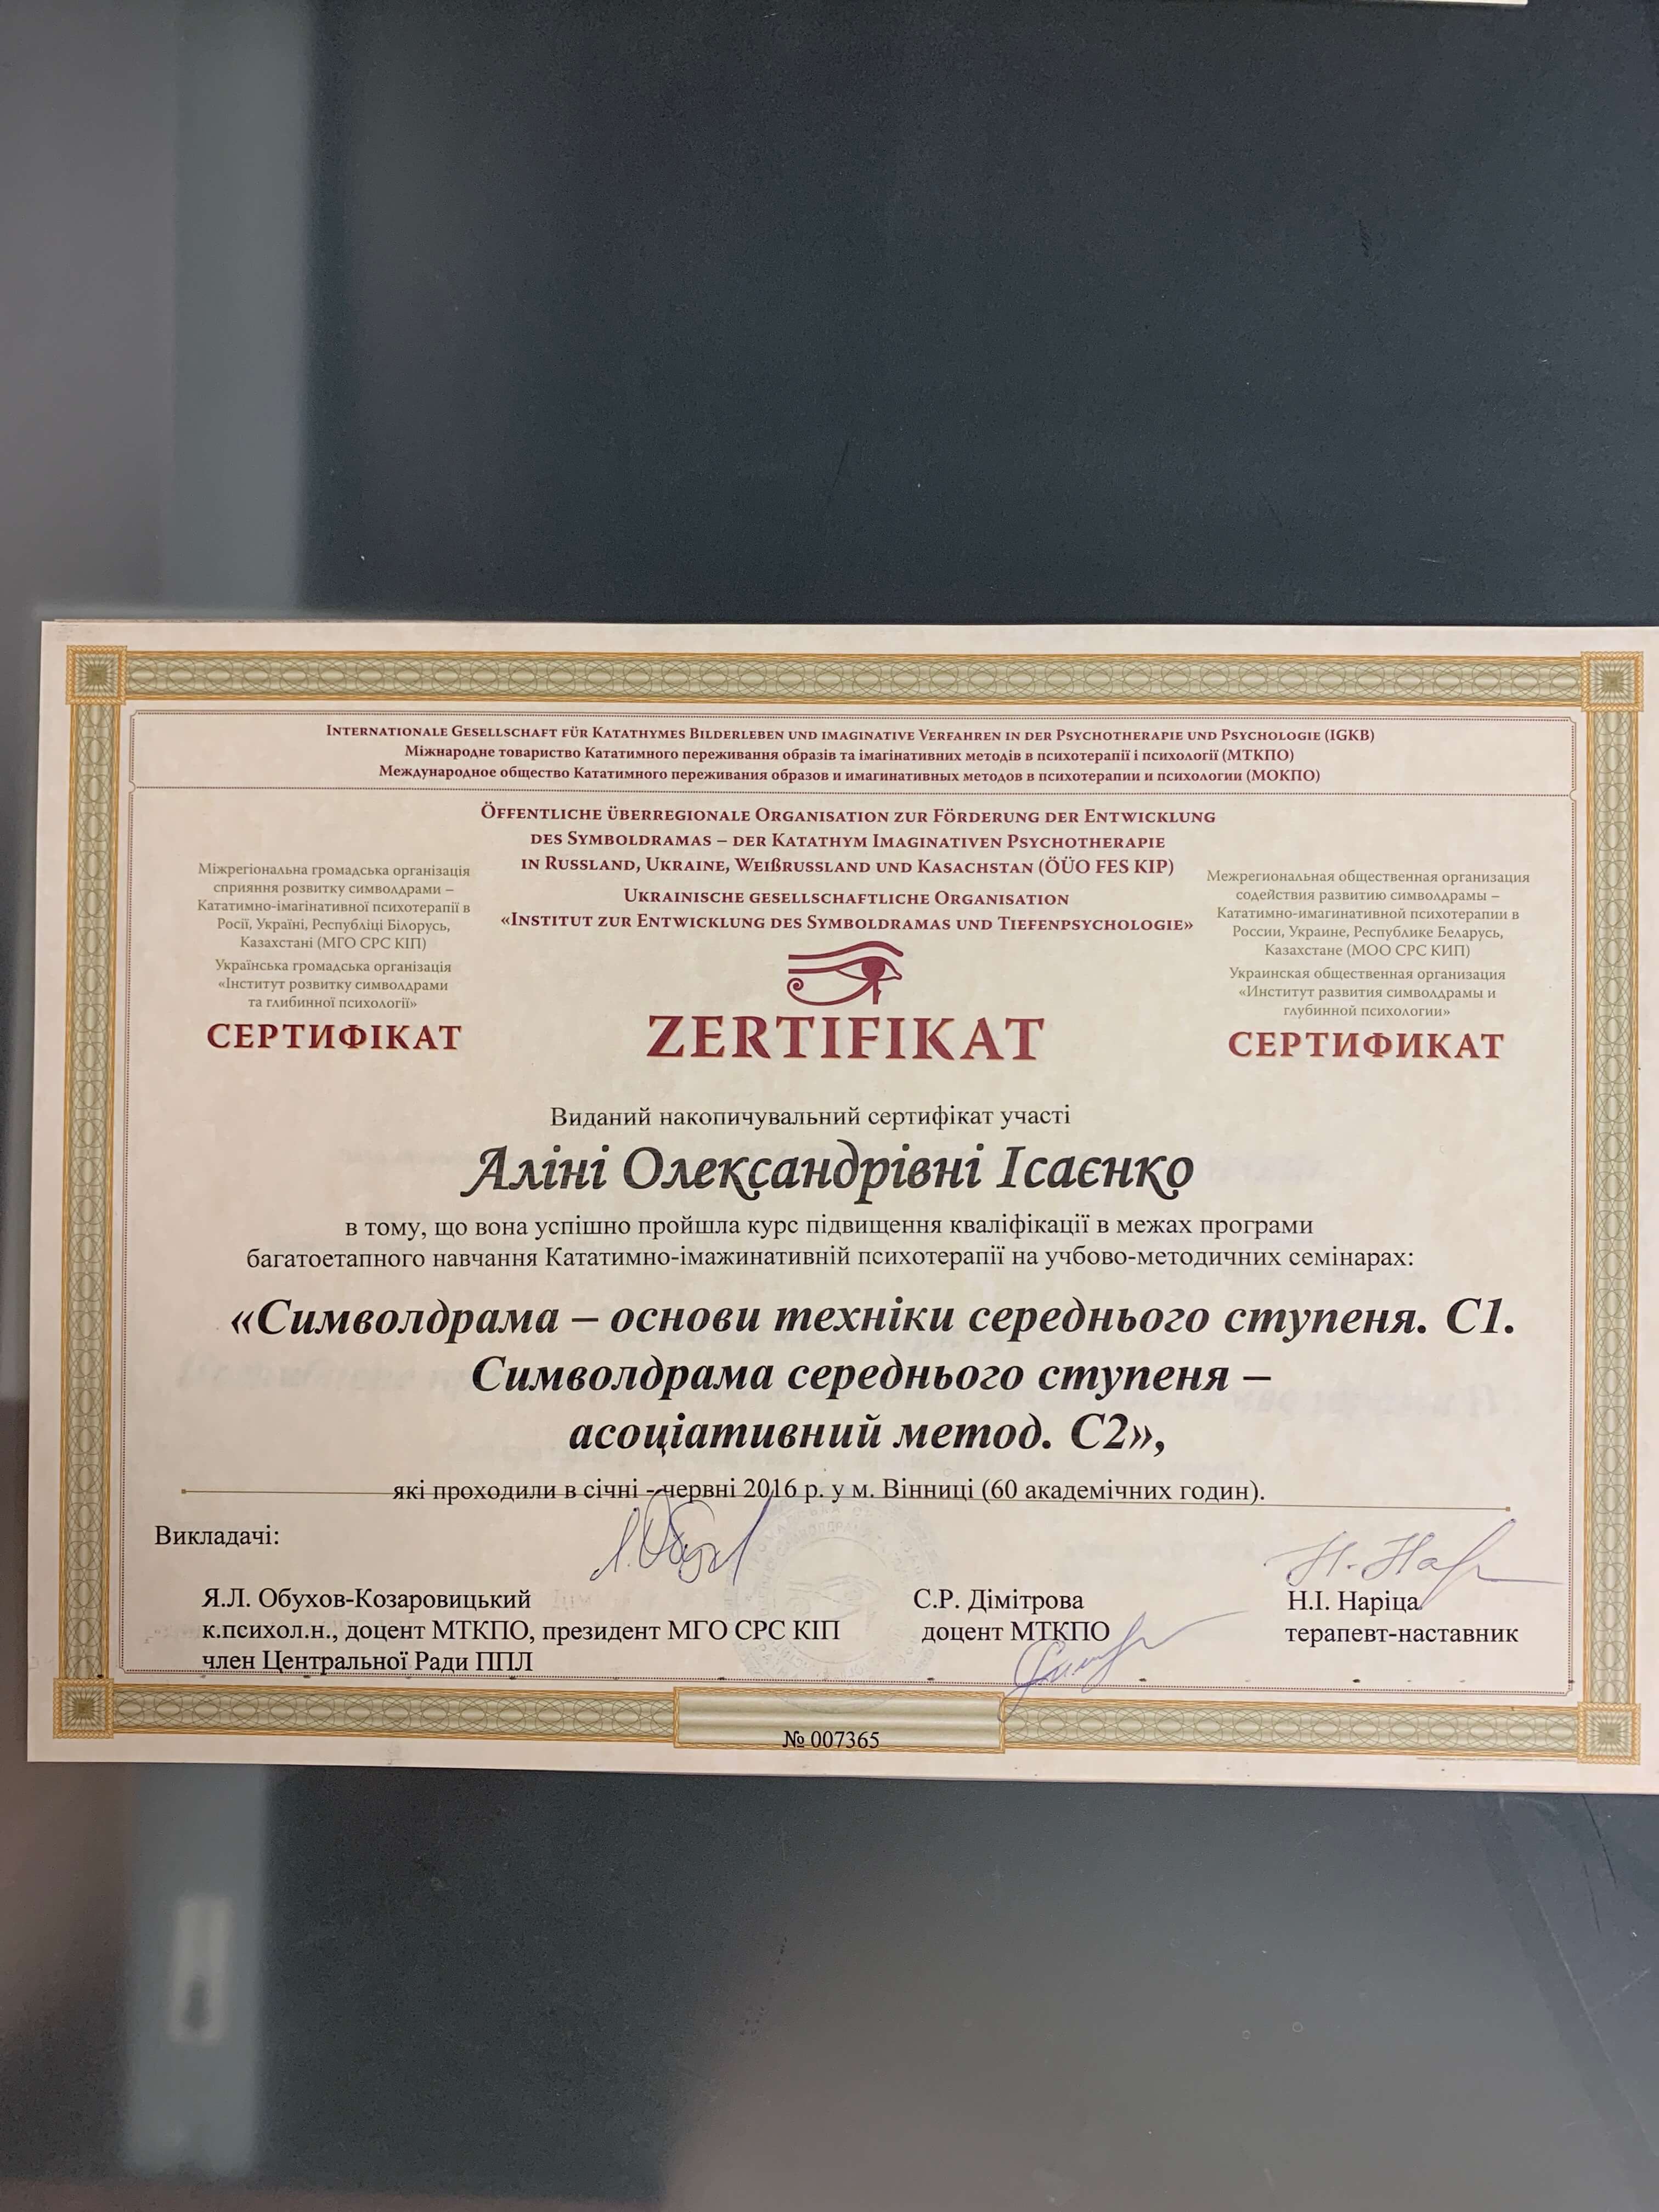 Internationale Gesellschaft für Katathymes Bilderleben und imaginative Verfahren in der Psychotherapie und Psychologie (IGKB)
Міжнародне товариство Кататимного переживання образів та імагінативних методів в психотерапії і психології (МТКПО)
Международное общество Кататимного переживания образов и имагинативных методов в психотерапии и психологии (МОКПО)
Öffentliche überregionale Organisation zur Förderung der Entwicklung
des Symboldramas – der Katathym Imaginativen Psychotherapie
in Russland, Ukraine, Weißrussland und Kasachstan (ÖÜO FES KIP)
Ukrainische gesellschaftliche Organisation
«Institut zur Entwicklung des Symboldramas und Tiefenpsychologie»
Міжрегіональна громадська організація
сприяння розвитку символдрами –
Кататимно-імагінативної психотерапії в
Росії, Україні, Республіці Білорусь,
Казахстані (МГО СРС КІП)
Українська громадська організація
«Інститут розвитку символдрами
та глибинної психології»
СЕРТИФІКАТ
ZERTIFIKAT
Межрегиональная общественная организация
содействия развитию символдрамы –
Кататимно-имагинативной психотерапии в
России, Украине, Республике Беларусь,
Казахстане (МОО СРС КИП)
Украинская общественная организация
«Институт развития символдрамы и
глубинной психологии»
СЕРТИФИКАТ
Виданий накопичувальний сертифікат участі
Аліні Олександрівні Ісаєнко
в тому, що вона успішно пройшла курс підвищення кваліфікації в межах програми
багатоетапного навчання Кататимно-імажинативній психотерапії на учбово-методичних семінарах:
«Символдрама – основи техніки середнього ступеня. С1.
Символдрама середнього ступеня –
асоціативний метод. С2»,
які проходили в січні - червні 2016 р. у м. Вінниці (60 академічних годин).
Викладачі:
Я.Л. Обухов-Козаровицький
к.психол.н., доцент МТКПО, президент МГО СРС КІП
член Центральної Ради ППЛ
С.Р. Дімітрова
доцент МТКПО
Н.І. Наріца
терапевт-наставник
№ 007365